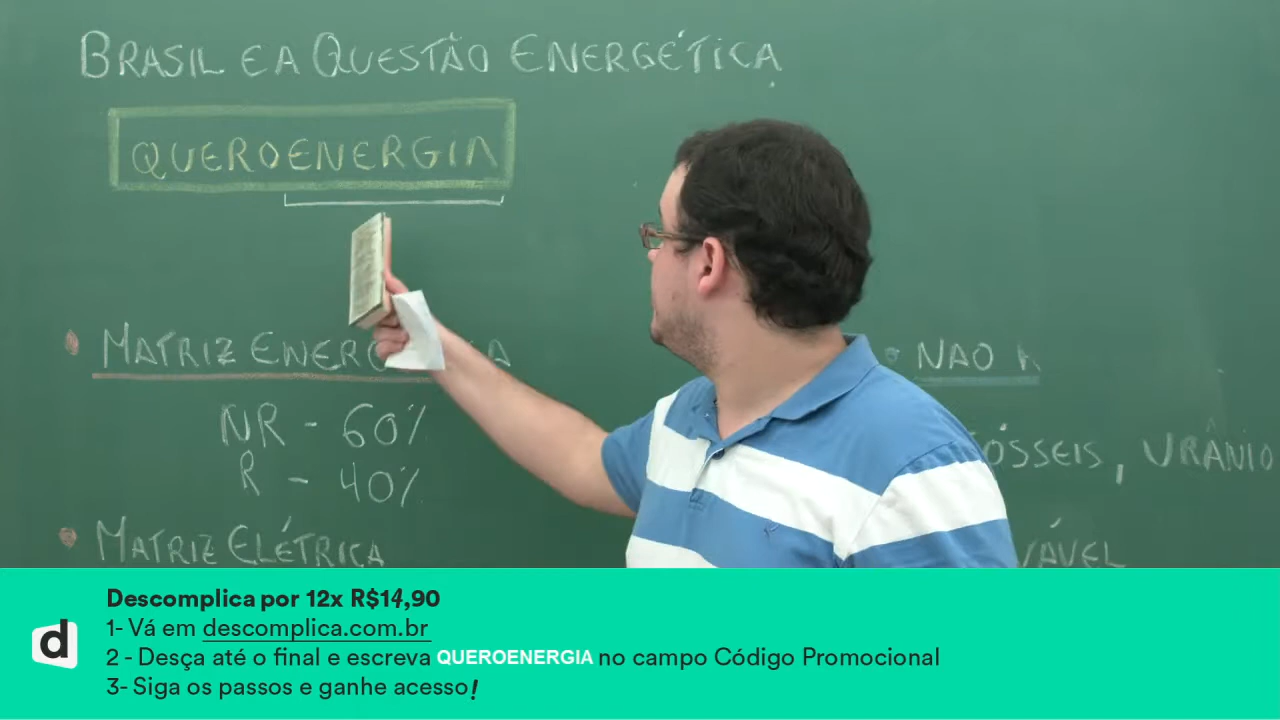 BRASIL E A QUESTÃO ENERGÉTICA
QUEROENERGIA
MATRIZ
NÃO
NR - 60%
R - 40%
ÓSSEIS, URÂNIO
MATRIZ ELÉTRICA
VÁVEL
d
Descomplica por 12x R$14,90
1- Vá em descomplica.com.br
2 - Desça até o final e escreva QUEROENERGIA no campo Código Promocional
3- Siga os passos e ganhe acesso!